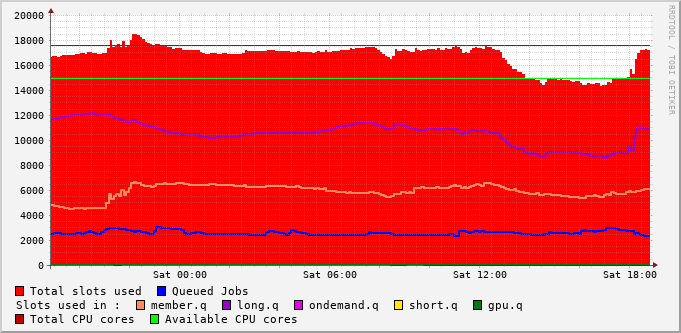 RRDTOOL / TOBI OETIKER
20000
18000
16000
14000
12000
10000
8000
6000
4000
2000
0
Sat 00:00 Sat 06:00 Sat 12:00 Sat 18:00
Total slots used Queued Jobs
Slots used in : member.q long.q ondemand.q short.q gpu.q
Total CPU cores Available CPU cores